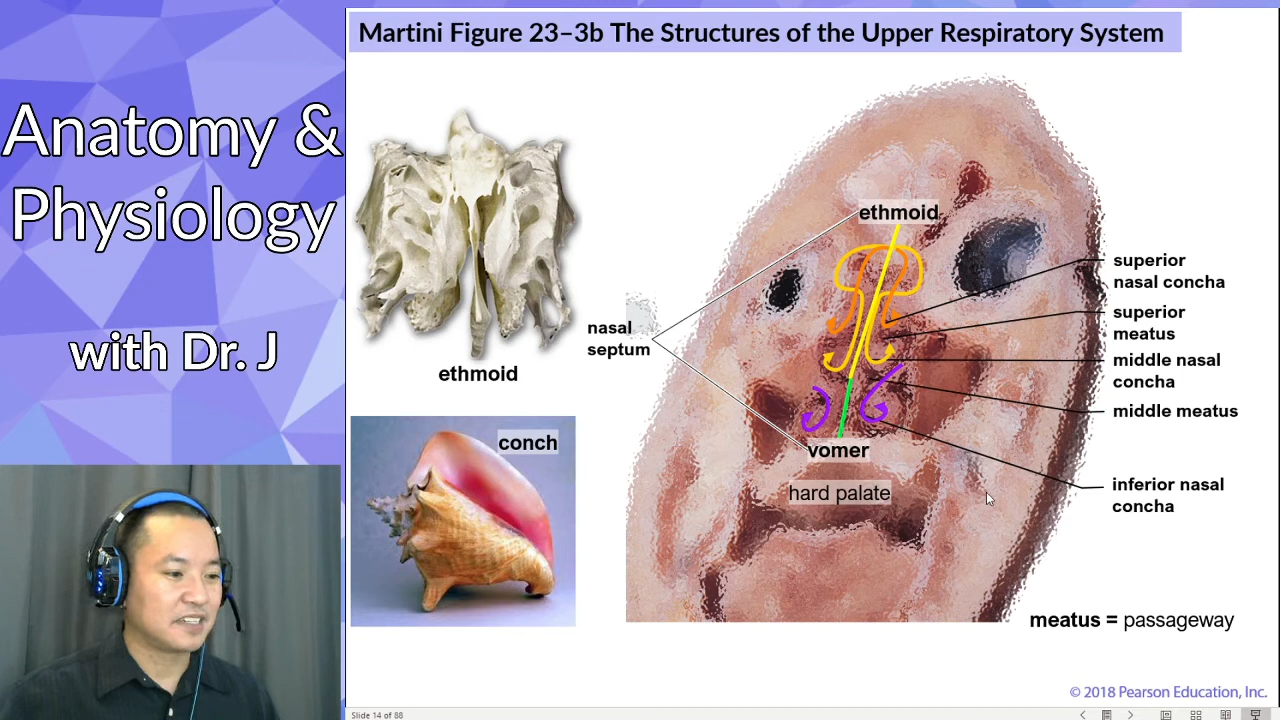 Anatomy &
Physiology
with Dr. J
Martini Figure 23–3b The Structures of the Upper Respiratory System
ethmoid
conch
nasal
septum
ethmoid
vomer
hard palate
superior
nasal concha
superior
meatus
middle nasal
concha
middle meatus
inferior nasal
concha
meatus = passageway
© 2018 Pearson Education, Inc.
Slide 14 of 88